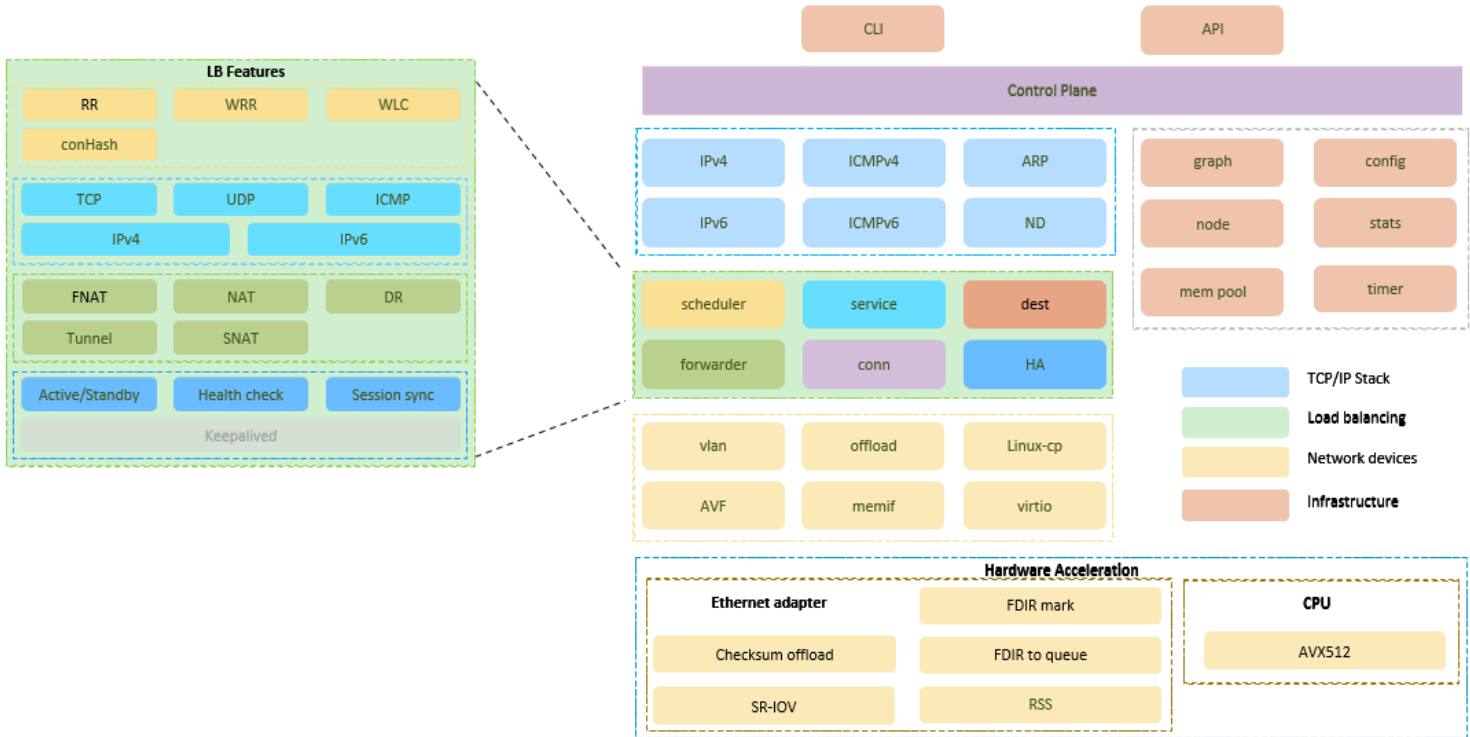 CLI
API
Control Plane
LB Features
RR
WRR
WLC
conHash
TCP
UDP
ICMP
IPv4
IPv6
FNAT
NAT
DR
Tunnel
SNAT
Active/Standby
Health check
Session sync
Keepalived
IPv4
ICMPv4
ARP
IPv6
ICMPv6
ND
graph
config
node
stats
mem pool
timer
scheduler
service
dest
forwarder
conn
HA
vlan
offload
Linux-cp
AVF
memif
virtio
TCP/IP Stack
Load balancing
Network devices
Infrastructure
Hardware Acceleration
Ethernet adapter
FDIR mark
Checksum offload
FDIR to queue
SR-IOV
RSS
CPU
AVX512